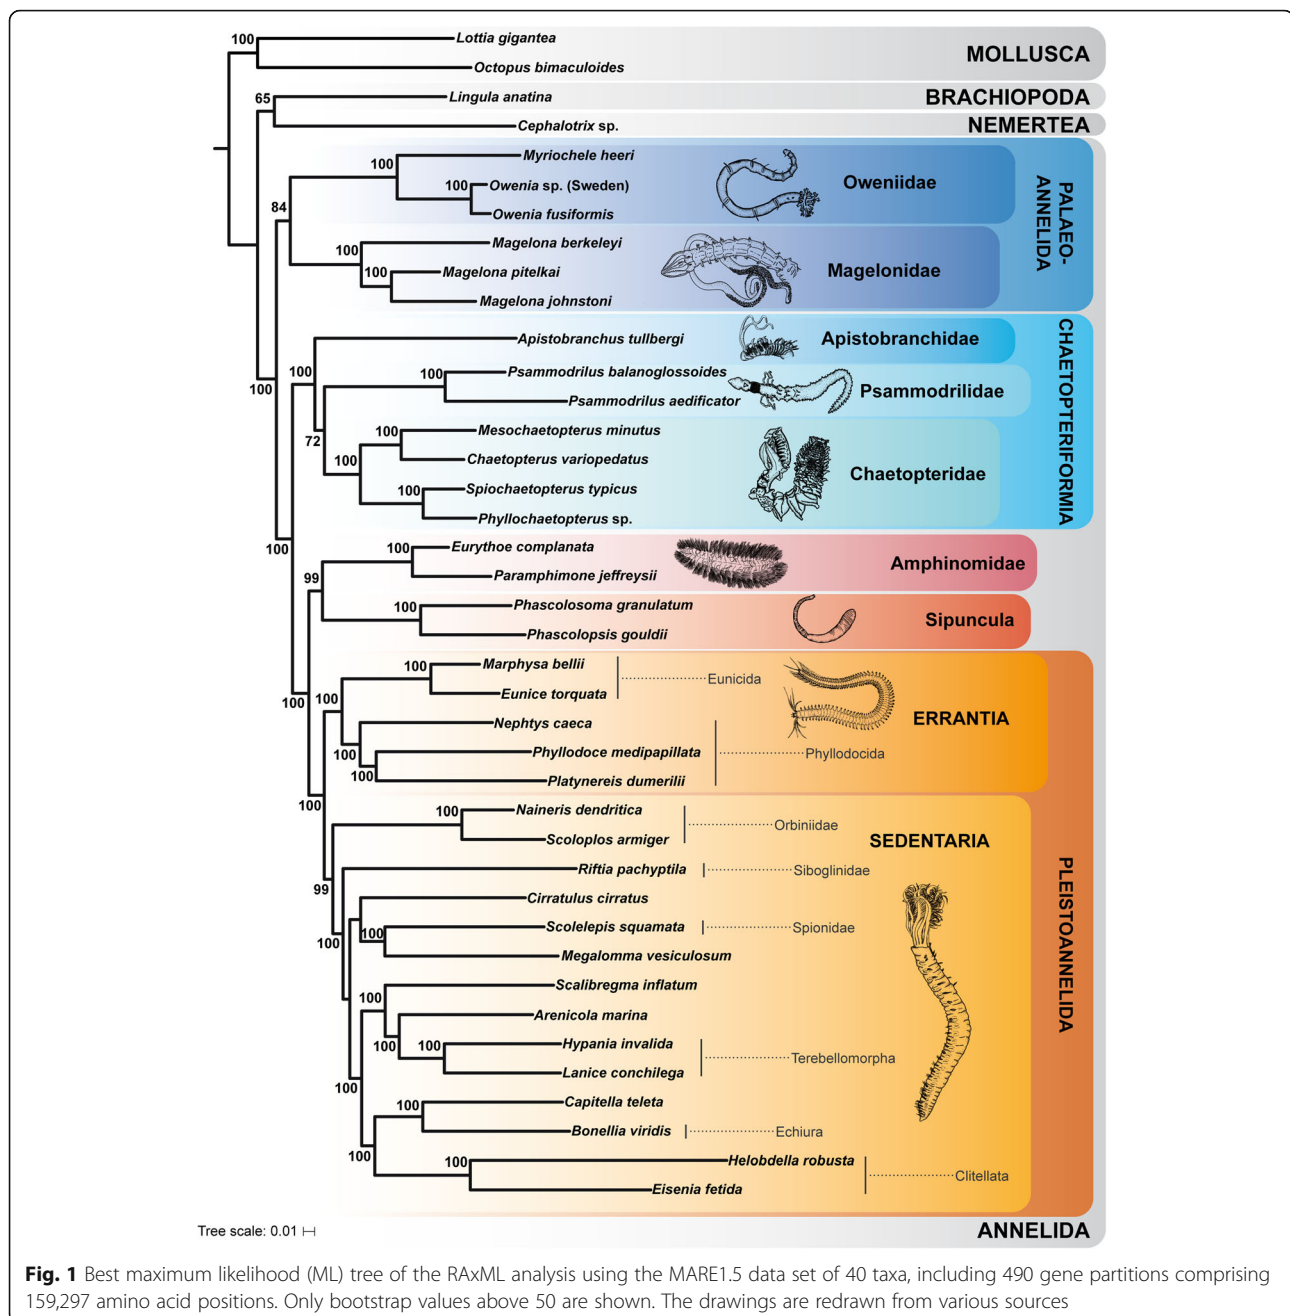 100
Lottia gigantea
Octopus bimaculoides
MOLLUSCA
65
Lingula anatina
BRACHIOPODA
Cephalotrix sp.
NEMERTEA
84
100
Myriochele heeri
100
Owenia sp. (Sweden)
Owenia fusiformis
Oweniidae
100
Magelona berkeleyi
100
Magelona pitelkai
Magelona johnstoni
Magelonidae
PALAEO-
ANNELIDA
100
100
Apistobranchus tullbergi
Apistobranchidae
100
Psammodrilus balanoglossoides
Psammodrilus aedificator
Psammodrilidae
72
100
100
Mesochaetopterus minutus
Chaetopterus variopedatus
100
Spiochaetopterus typicus
Phyllochaetopterus sp.
Chaetopteridae
CHAETOPTERIFORMIA
100
99
100
Eurythoe complanata
Paramphimone jeffreysii
Amphinomidae
100
Phascolosoma granulatum
Phascolopsis gouldii
Sipuncula
100
100
100
Marphysa bellii
Eunice torquata
Eunicida
100
Nephtys caeca
100
Phyllodoce medipapillata
Platynereis dumerilii
Phyllodocida
ERRANTIA
100
100
Naineris dendritica
Scoloplos armiger
Orbiniidae
SEDENTARIA
99
Riftia pachyptila
Siboglinidae
100
Cirratulus cirratus
100
Scolelepis squamata
Spionidae
Megalomma vesiculosum
100
Scalibregma inflatum
100
Arenicola marina
100
Hypania invalida
Lanice conchilega
Terebellomorpha
100
100
Capitella teleta
Bonellia viridis
Echiura
100
100
Helobdella robusta
Eisenia fetida
Clitellata
PLEISTOANNELIDA
Tree scale: 0.01
ANNELIDA
Fig. 1 Best maximum likelihood (ML) tree of the RAxML analysis using the MARE1.5 data set of 40 taxa, including 490 gene partitions comprising
159,297 amino acid positions. Only bootstrap values above 50 are shown. The drawings are redrawn from various sources